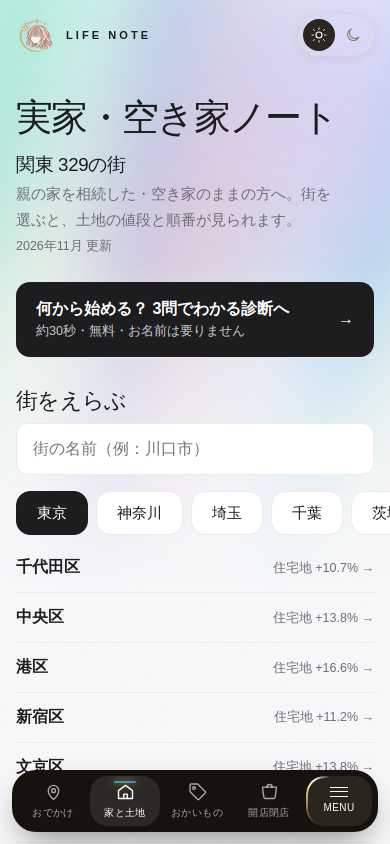 LIFE NOTE
実家・空き家ノート
関東 329の街
親の家を相続した・空き家のままの方へ。街を
選ぶと、土地の値段と順番が見られます。
2026年11月 更新
何から始める？ 3問でわかる診断へ
約30秒・無料・お名前は要りません
→
街をえらぶ
街の名前（例：川口市）
東京 神奈川 埼玉 千葉
千代田区 住宅地 +10.7% →
中央区 住宅地 +13.8% →
港区 住宅地 +16.6% →
新宿区 住宅地 +11.2% →
文京区 住宅地 +13.8% →
おでかけ 家と土地 おかいもの 開店閉店 MENU